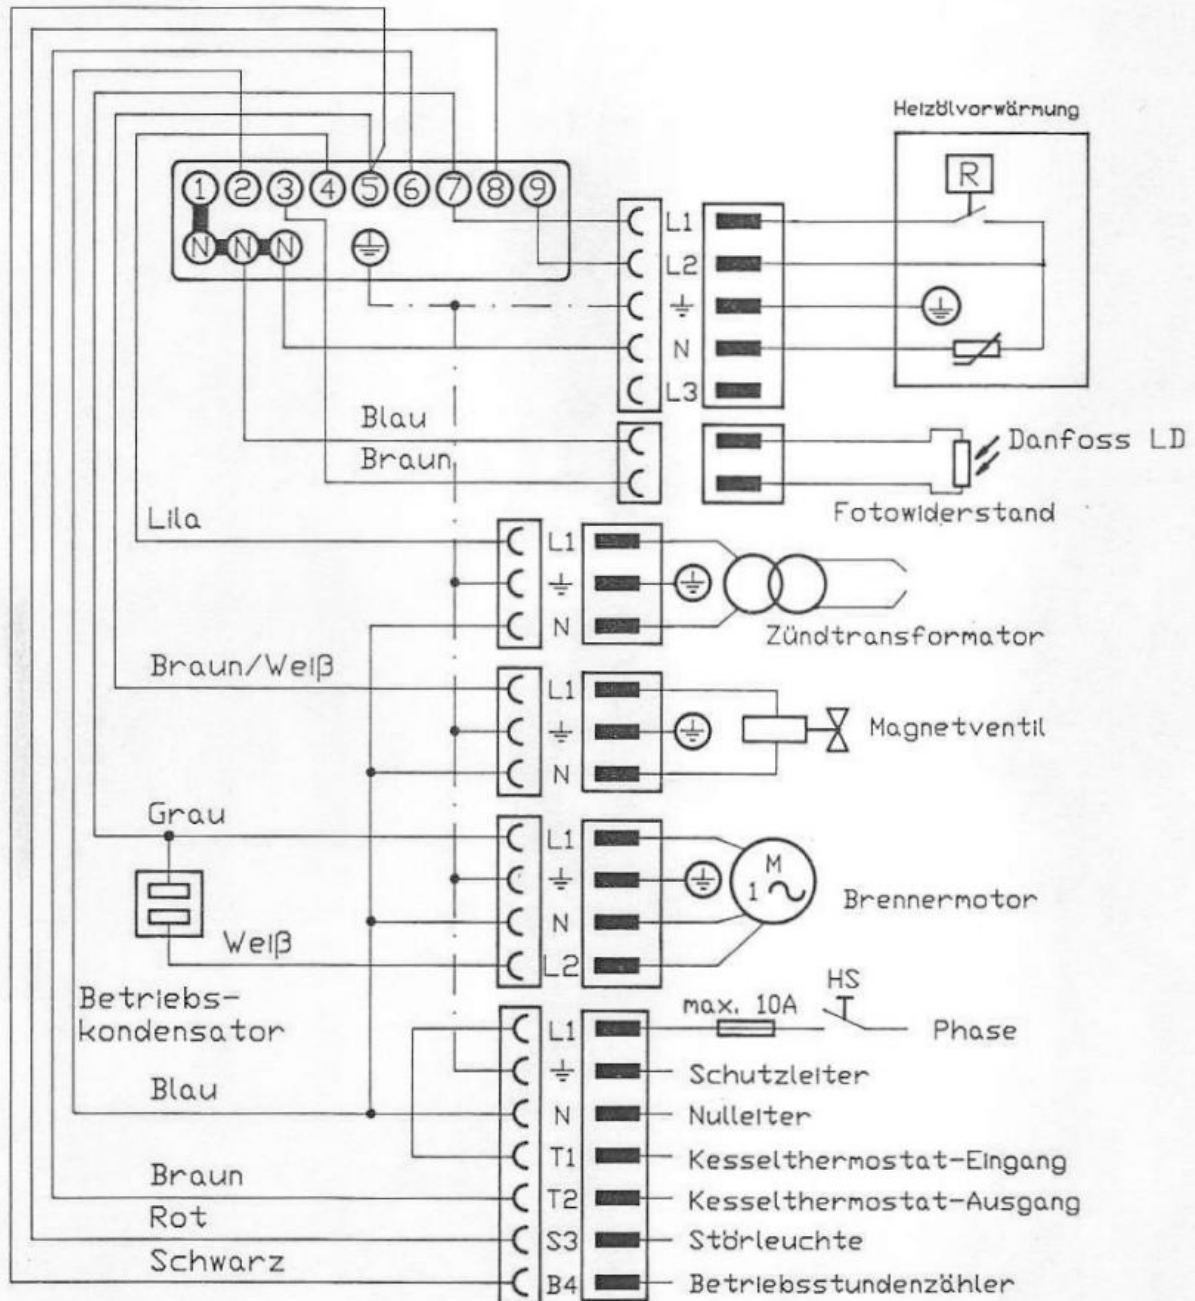 Heizölvorwärmung
R
1 2 3 4 5 6 7 8 9
N N N
L1
L2
N
L3
Blau
Braun
Danfoss LD
Fotowiderstand
Lila
L1
N
Zündtransformator
Braun/Weiß
L1
N
Magnetventil
Grau
L1
N
L2
M
1
Brennermotor
Weiß
Betriebs-
kondensator
HS
max. 10A
L1
Phase
Schutzleiter
Blau
N
Nulleiter
T1
Kesselthermostat-Eingang
Braun
T2
Kesselthermostat-Ausgang
Rot
S3
Störleuchte
Schwarz
B4
Betriebsstundenzähler